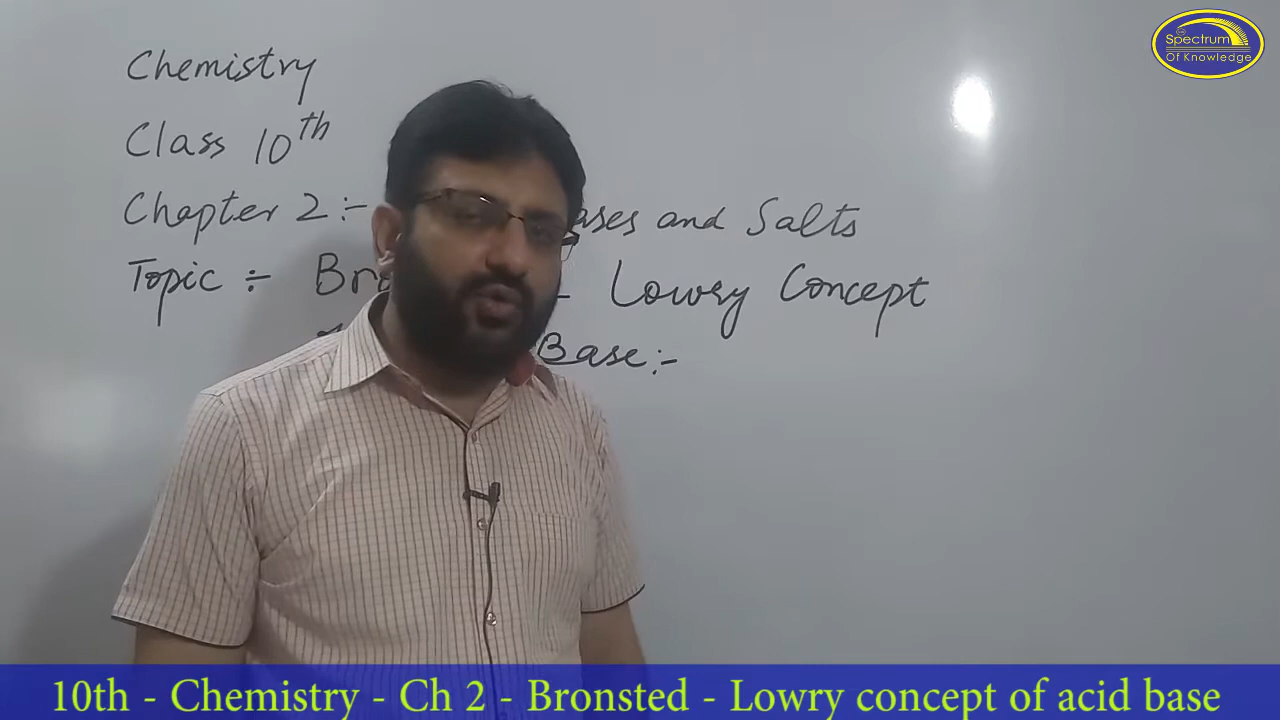 Chemistry
Class 10th
Chapter 2:- ases and Salts
Topic :- Br - Lowry Concept
Base:-
Spectrum
Of Knowledge
10th - Chemistry - Ch 2 - Bronsted - Lowry concept of acid base